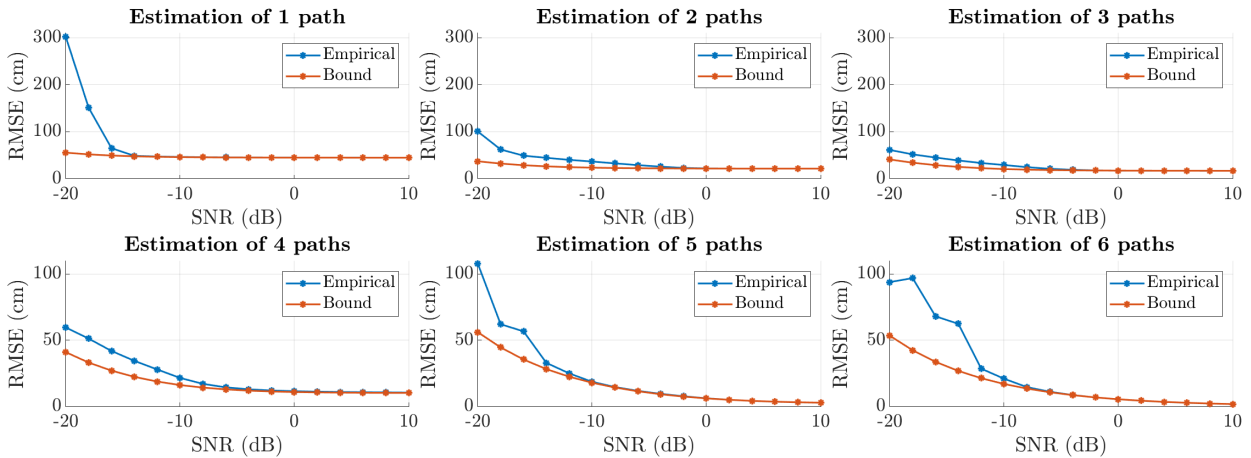 Estimation of 1 path
RMSE (cm)
300
200
100
0
Empirical
Bound
-20
-10
0
10
SNR (dB)
Estimation of 2 paths
RMSE (cm)
300
200
100
0
Empirical
Bound
-20
-10
0
10
SNR (dB)
Estimation of 3 paths
RMSE (cm)
300
200
100
0
Empirical
Bound
-20
-10
0
10
SNR (dB)
Estimation of 4 paths
RMSE (cm)
100
50
0
Empirical
Bound
-20
-10
0
10
SNR (dB)
Estimation of 5 paths
RMSE (cm)
100
50
0
Empirical
Bound
-20
-10
0
10
SNR (dB)
Estimation of 6 paths
RMSE (cm)
100
50
0
Empirical
Bound
-20
-10
0
10
SNR (dB)